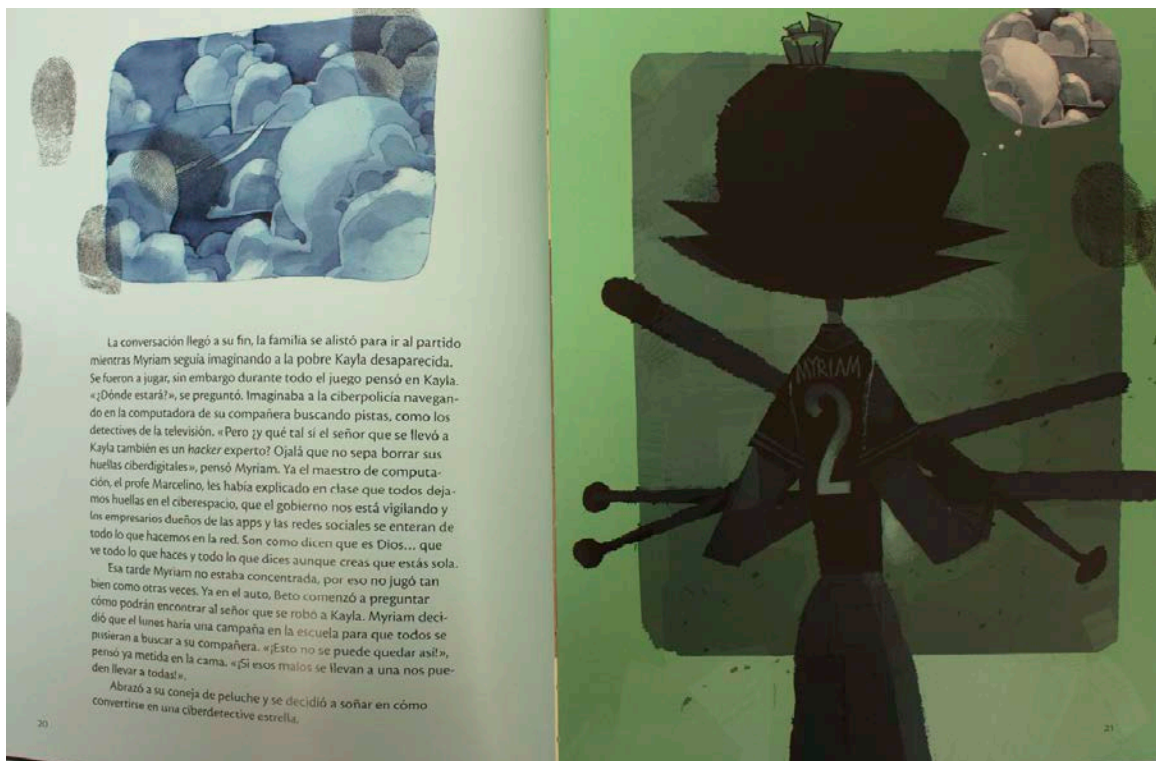 La conversación llegó a su fin, la familia se alistó para ir al partido
mientras Myriam seguía imaginando a la pobre Kayla desaparecida.
Se fueron a jugar, sin embargo durante todo el juego pensó en Kayla.
«¿Dónde estará?», se preguntó. Imaginaba a la ciberpolicía navegan-
do en la computadora de su compañera buscando pistas, como los
detectives de la televisión. «Pero ¿y qué tal si el señor que se llevó a
Kayla también es un hacker experto? Ojalá que no sepa borrar sus
huellas ciberdigitales», pensó Myriam. Ya el maestro de computa-
ción, el profe Marcelino, les había explicado en clase que todos deja-
mos huellas en el ciberespacio, que el gobierno nos está vigilando y
los empresarios dueños de las apps y las redes sociales se enteran de
todo lo que hacemos en la red. Son como dicen que es Dios... que
ve todo lo que haces y todo lo que dices aunque creas que estás sola.
Esa tarde Myriam no estaba concentrada, por eso no jugó tan
bien como otras veces. Ya en el auto, Beto comenzó a preguntar
cómo podrán encontrar al señor que se robó a Kayla. Myriam deci-
dió que el lunes haría una campaña en la escuela para que todos se
pusieran a buscar a su compañera. «¡Esto no se puede quedar así!»,
pensó ya metida en la cama. «¡Si esos malos se llevan a una nos pue-
den llevar a todas!».
Abrazó a su coneja de peluche y se decidió a soñar en cómo
convertirse en una ciberdetective estrella.
20
MYRIAM
2
21